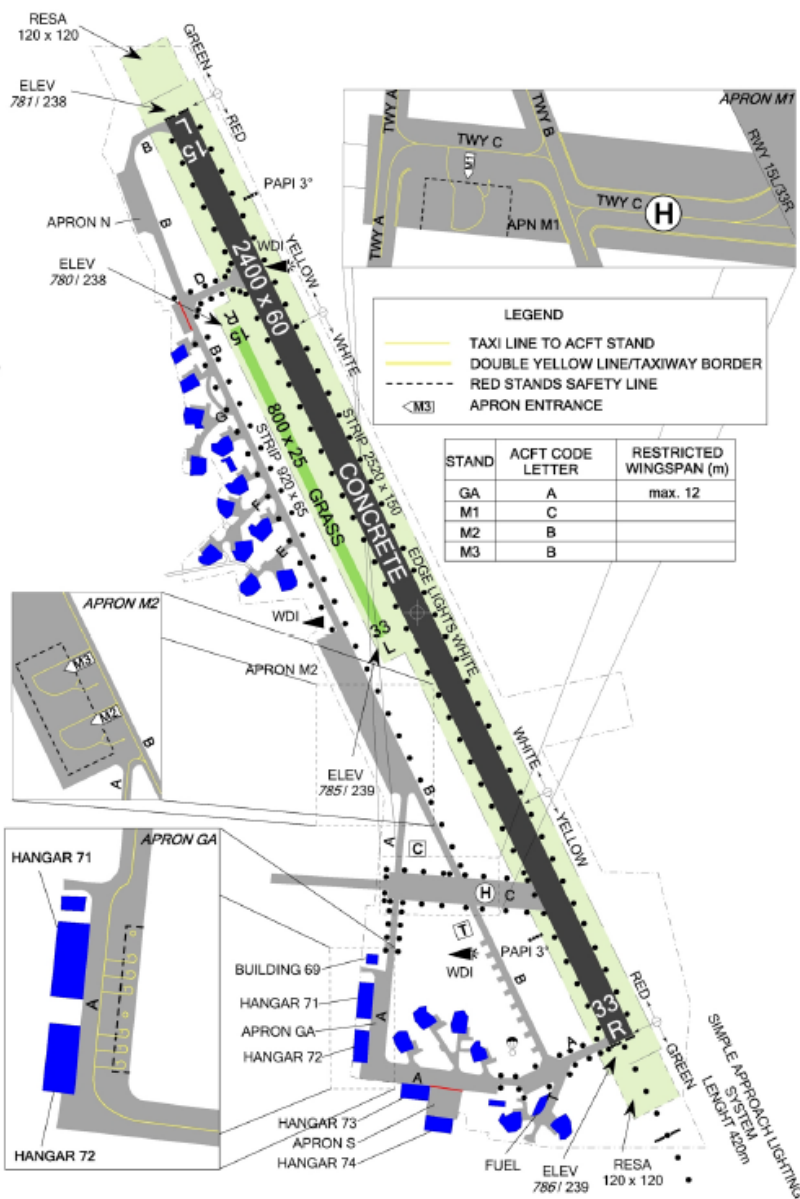 RESA
120 x 120
GREEN
ELEV
781 / 238
RED
15
L
B
PAPI 3°
APRON N
B
WDI
YELLOW
ELEV
780 / 238
D
2400 x 60
WHITE
15
R
B
G
800 x 25 GRASS
STRIP 920 x 65
STRIP 2520 x 150
CONCRETE
F
E
EDGE LIGHTS WHITE
WDI
33
L
APRON M2
ELEV
785 / 239
B
WHITE
YELLOW
A
C
H
C
T
PAPI 3°
WDI
B
BUILDING 69
HANGAR 71
A
APRON GA
HANGAR 72
A
A
33
R
RED
GREEN
HANGAR 73
APRON S
HANGAR 74
FUEL
ELEV
786 / 239
RESA
120 x 120
SIMPLE APPROACH LIGHTING
SYSTEM
LENGHT 420m
APRON M1
TWY A
TWY B
TWY C
RWY 15L/33R
M1
TWY C
H
TWY A
APN M1
LEGEND
TAXI LINE TO ACFT STAND
DOUBLE YELLOW LINE/TAXIWAY BORDER
RED STANDS SAFETY LINE
M3 APRON ENTRANCE
STAND ACFT CODE LETTER RESTRICTED WINGSPAN (m)
GA A max. 12
M1 C
M2 B
M3 B
APRON M2
M3
M2
A
B
APRON GA
HANGAR 71
A
HANGAR 72